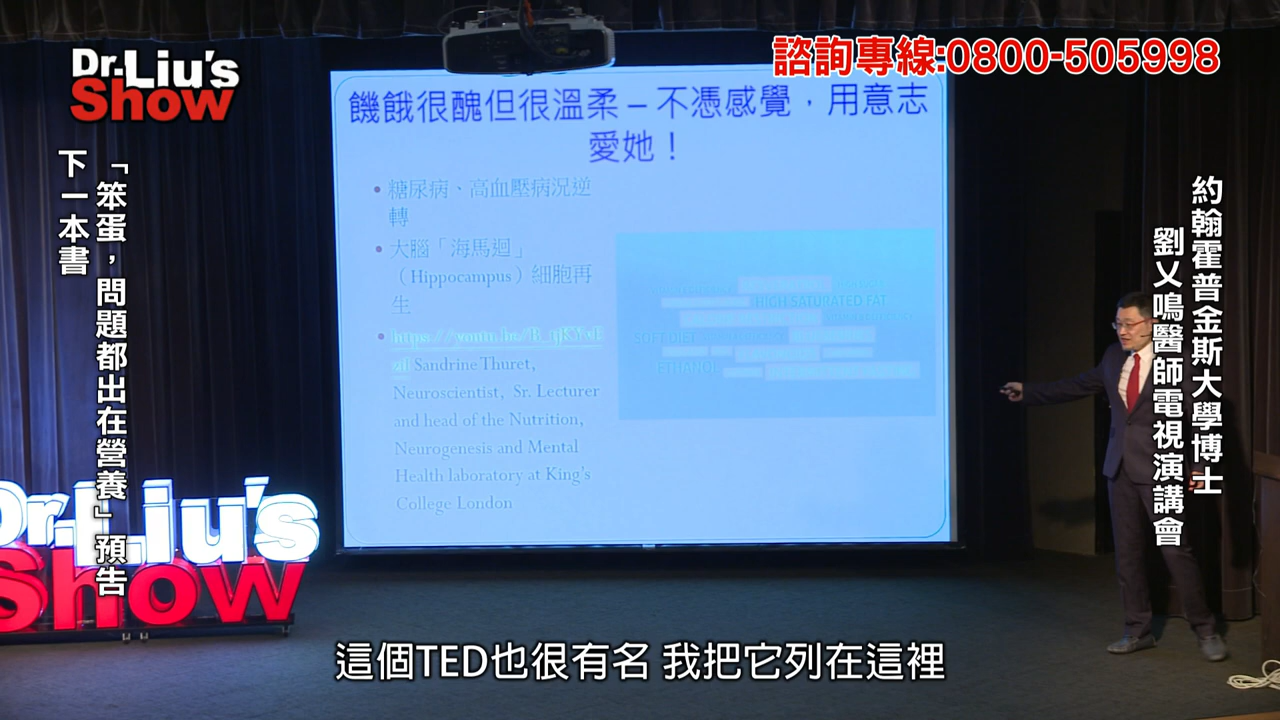 Dr.Liu's
Show
諮詢專線:0800-505998
饑餓很醜但很溫柔 – 不憑感覺，用意志
愛她！
• 糖尿病、高血壓病況逆
轉
• 大腦「海馬迴」
（Hippocampus）細胞再
生
Sandrine Thuret,
Neuroscientist, Sr. Lecturer
and head of the Nutrition,
Neurogenesis and Mental
Health laboratory at King's
College London
HIGH SATURATED FAT
SOFT DIET
ETHANOL
約翰霍普金斯大學博士
劉乂鳴醫師電視演講會
下一本書
「笨蛋，問題都出在營養」預告
Dr.Liu's
Show
這個TED也很有名 我把它列在這裡